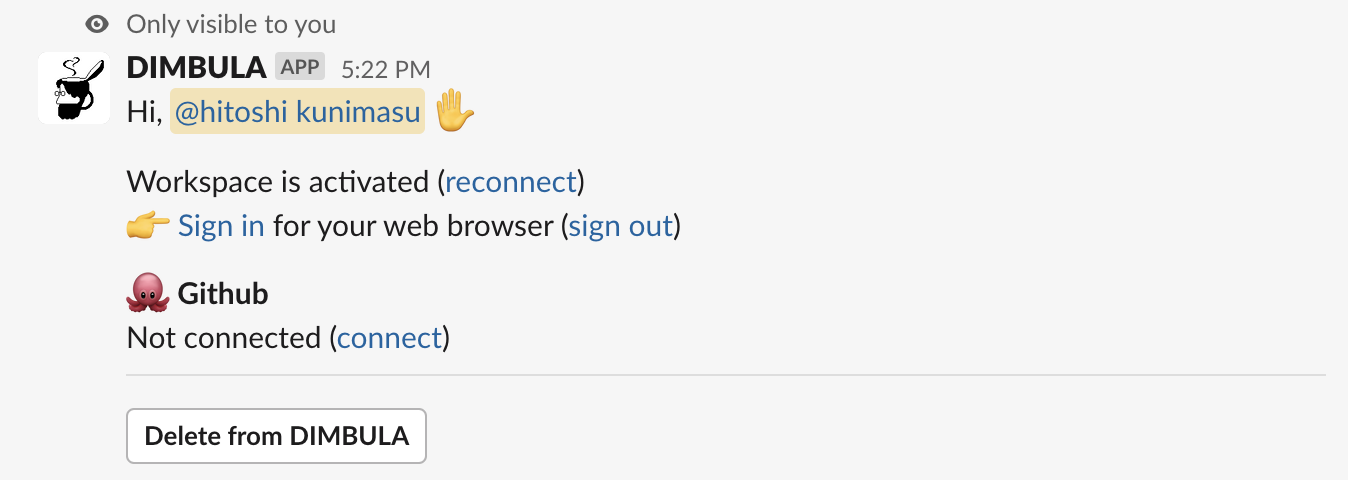 Only visible to you
DIMBULA APP 5:22 PM
Hi, @hitoshi kunimasu ✋
Workspace is activated (reconnect)
👉 Sign in for your web browser (sign out)
🐙 Github
Not connected (connect)
Delete from DIMBULA